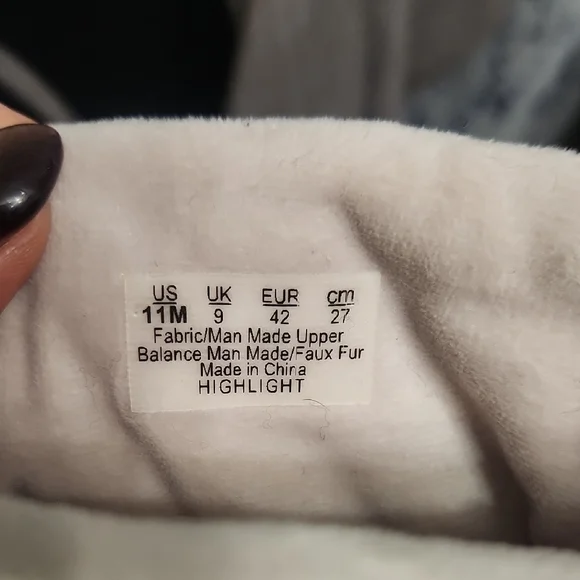 US UK EUR cm
11M 9 42 27
Fabric/Man Made Upper
Balance Man Made/Faux Fur
Made in China
HIGHLIGHT